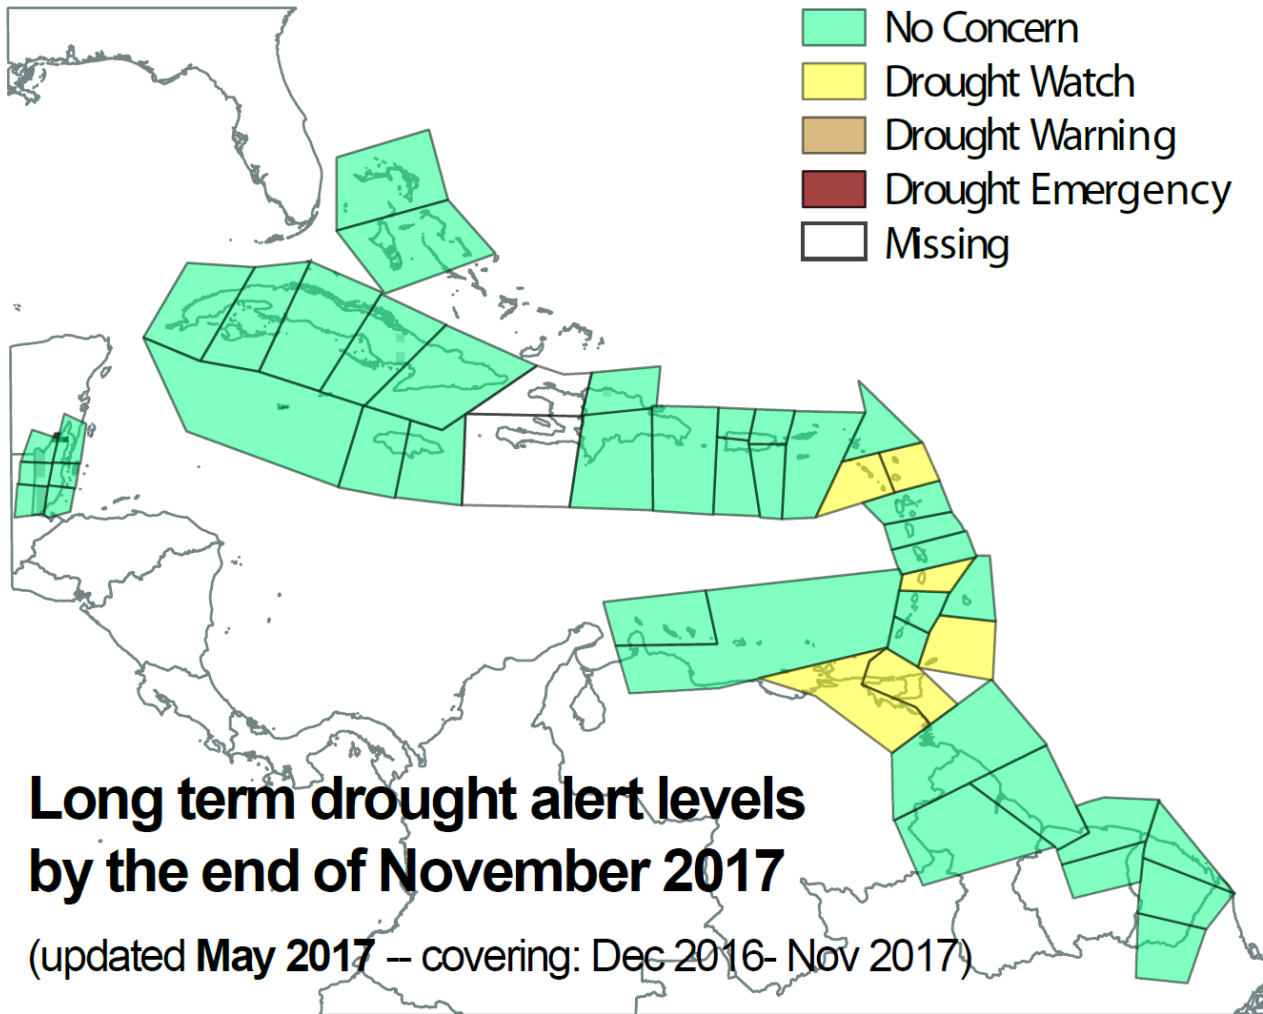 No Concern
Drought Watch
Drought Warning
Drought Emergency
Missing
Long term drought alert levels
by the end of November 2017
(updated May 2017 -- covering: Dec 2016- Nov 2017)